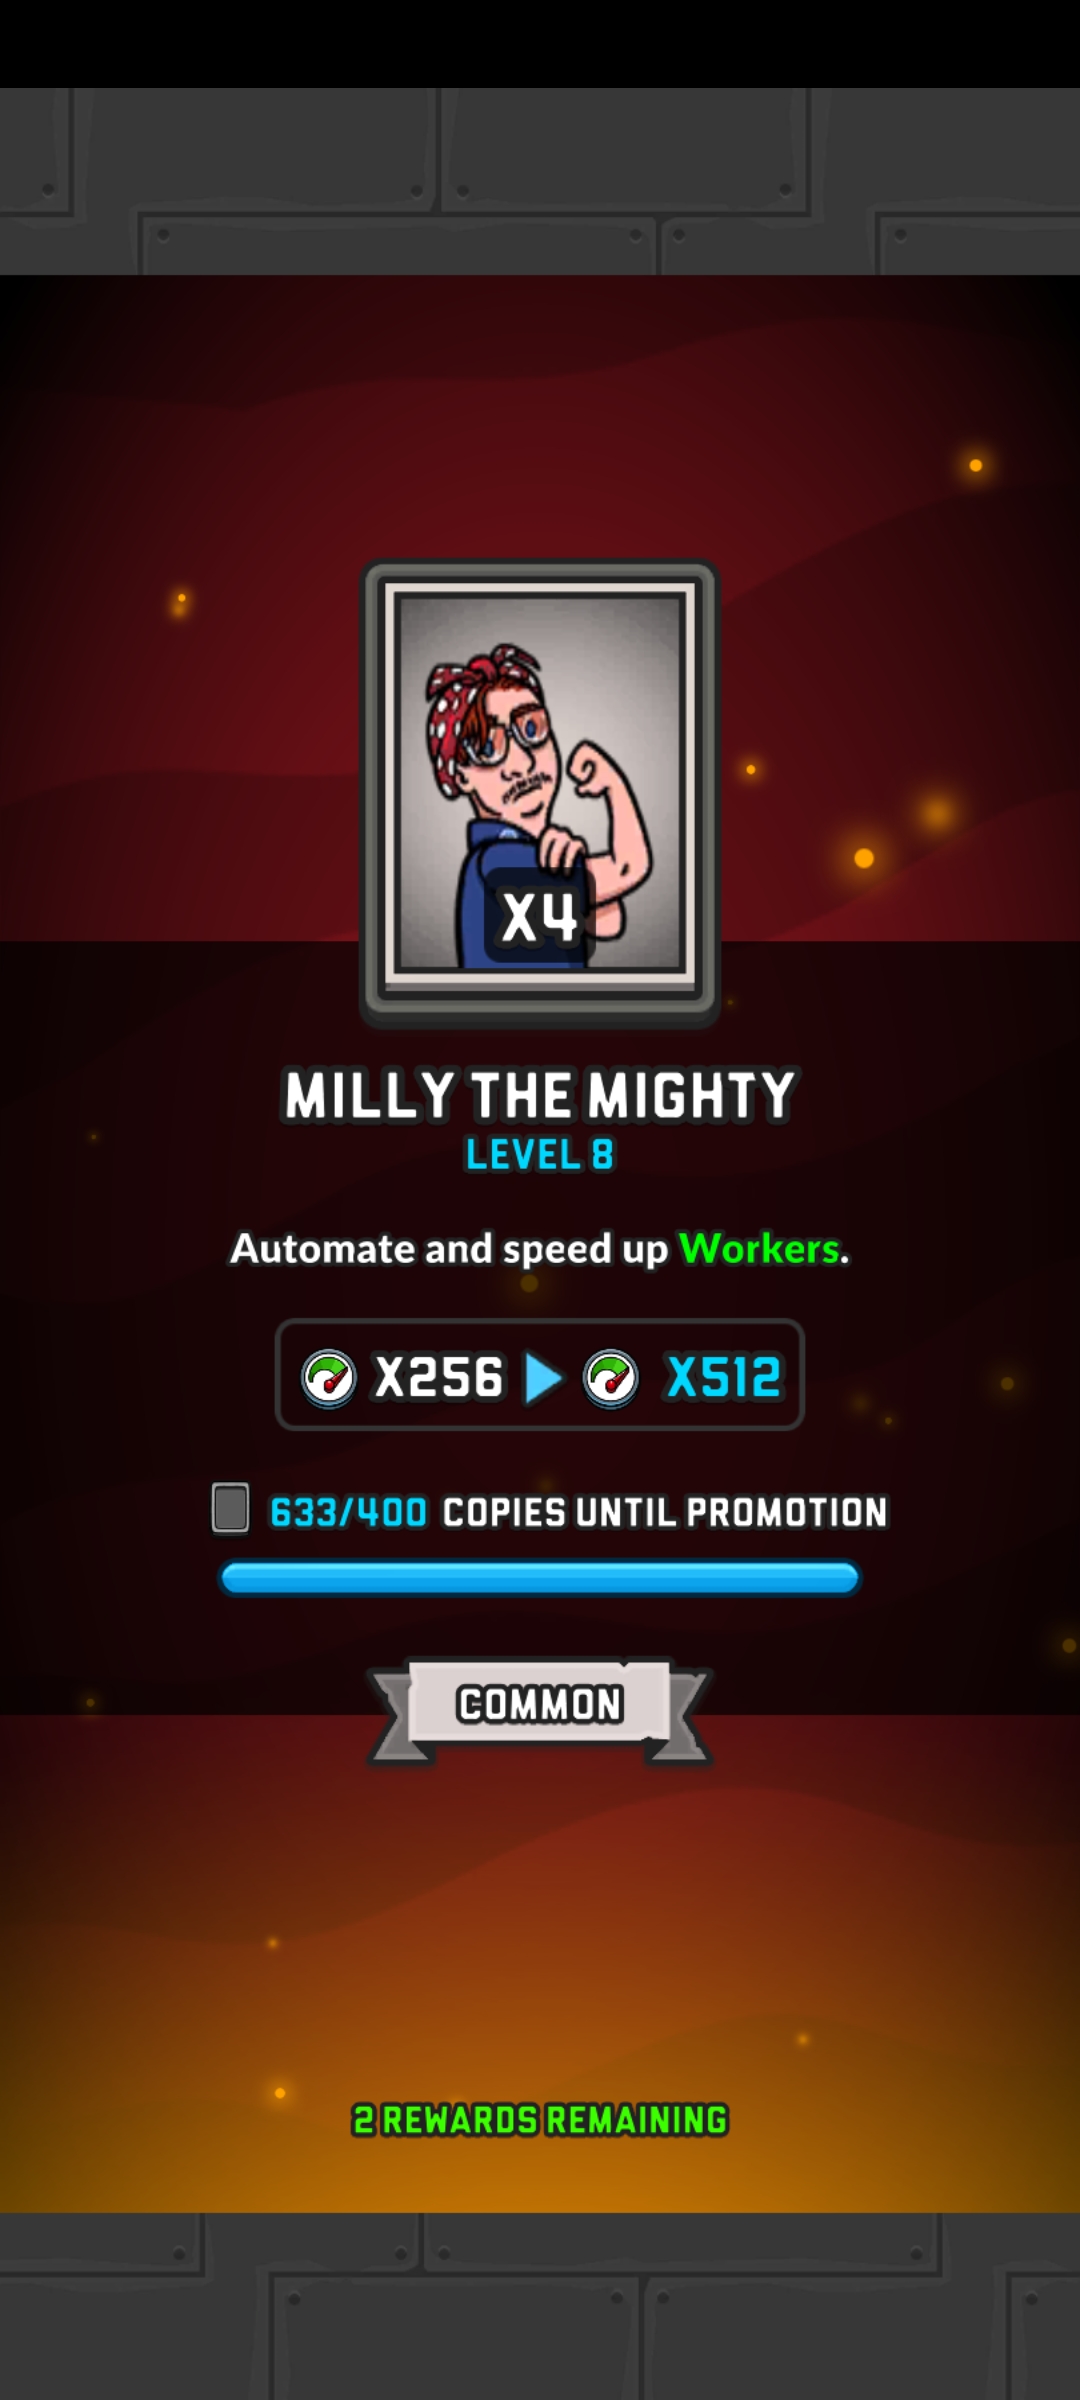 X4
MILLY THE MIGHTY
LEVEL 8
Automate and speed up Workers.
X256 X512
633/400 COPIES UNTIL PROMOTION
COMMON
2 REWARDS REMAINING